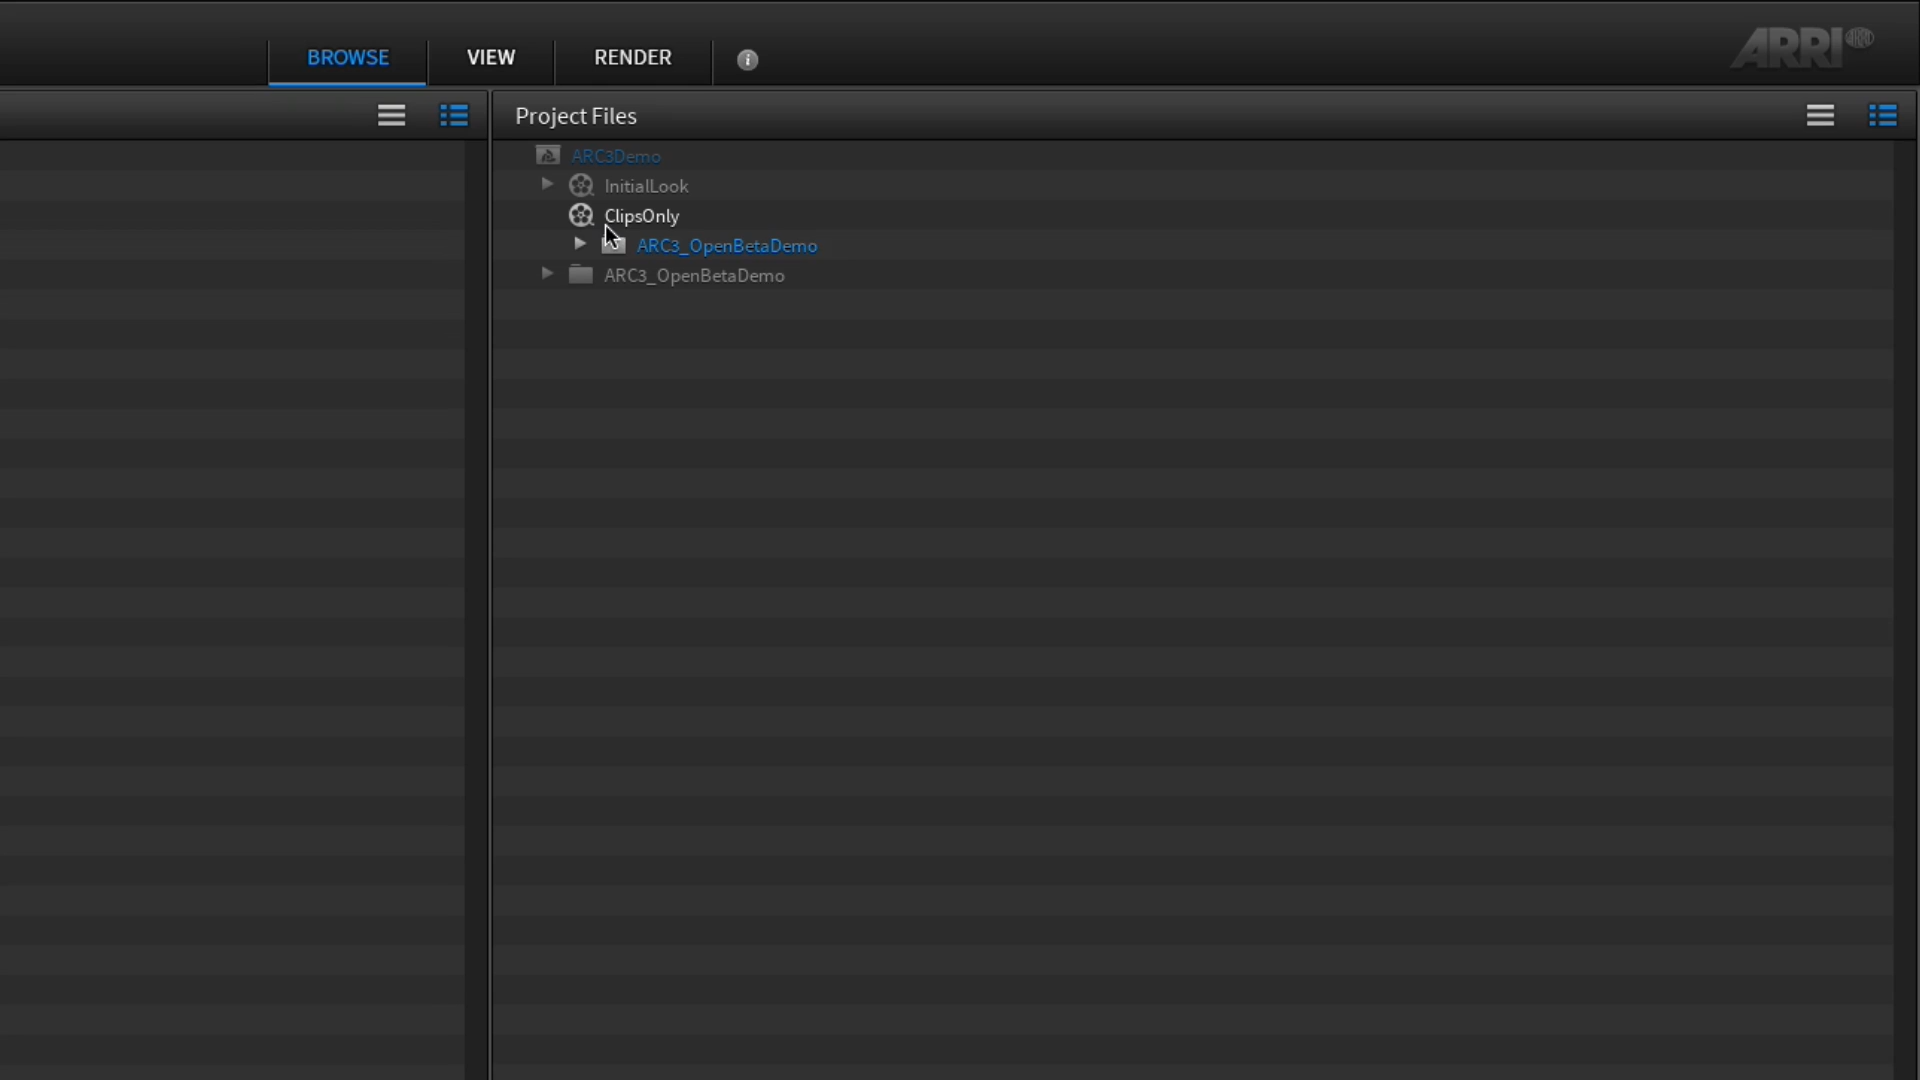 BROWSE VIEW RENDER
ARRI
Project Files
ARC3Demo
InitialLook
ClipsOnly
ARC3_OpenBetaDemo
ARC3_OpenBetaDemo